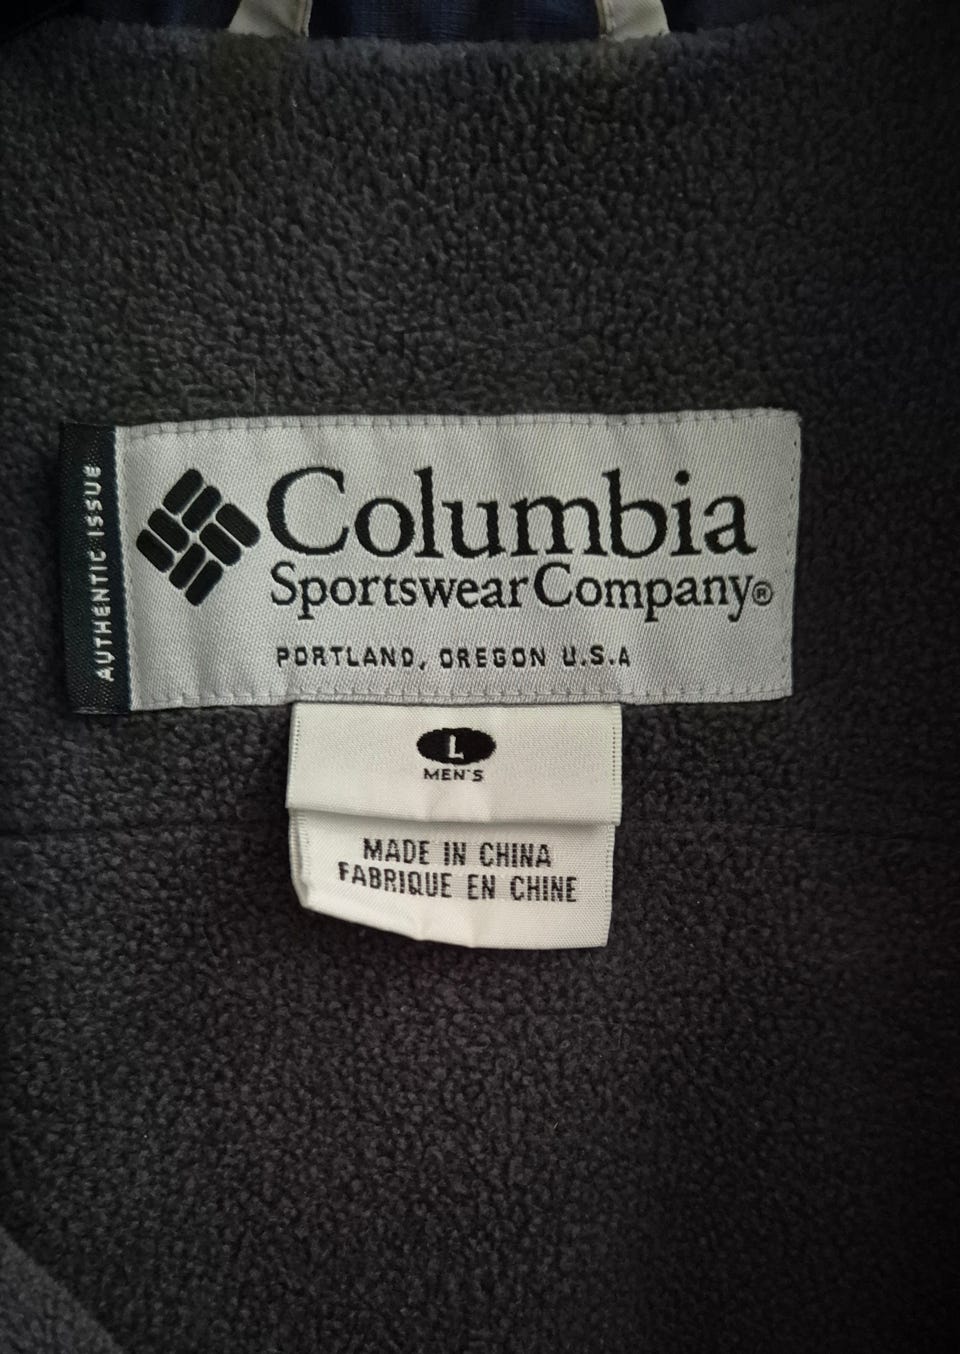 AUTHENTIC ISSUE
Columbia
Sportswear Company®
PORTLAND, OREGON U.S.A
L
MEN'S
MADE IN CHINA
FABRIQUE EN CHINE